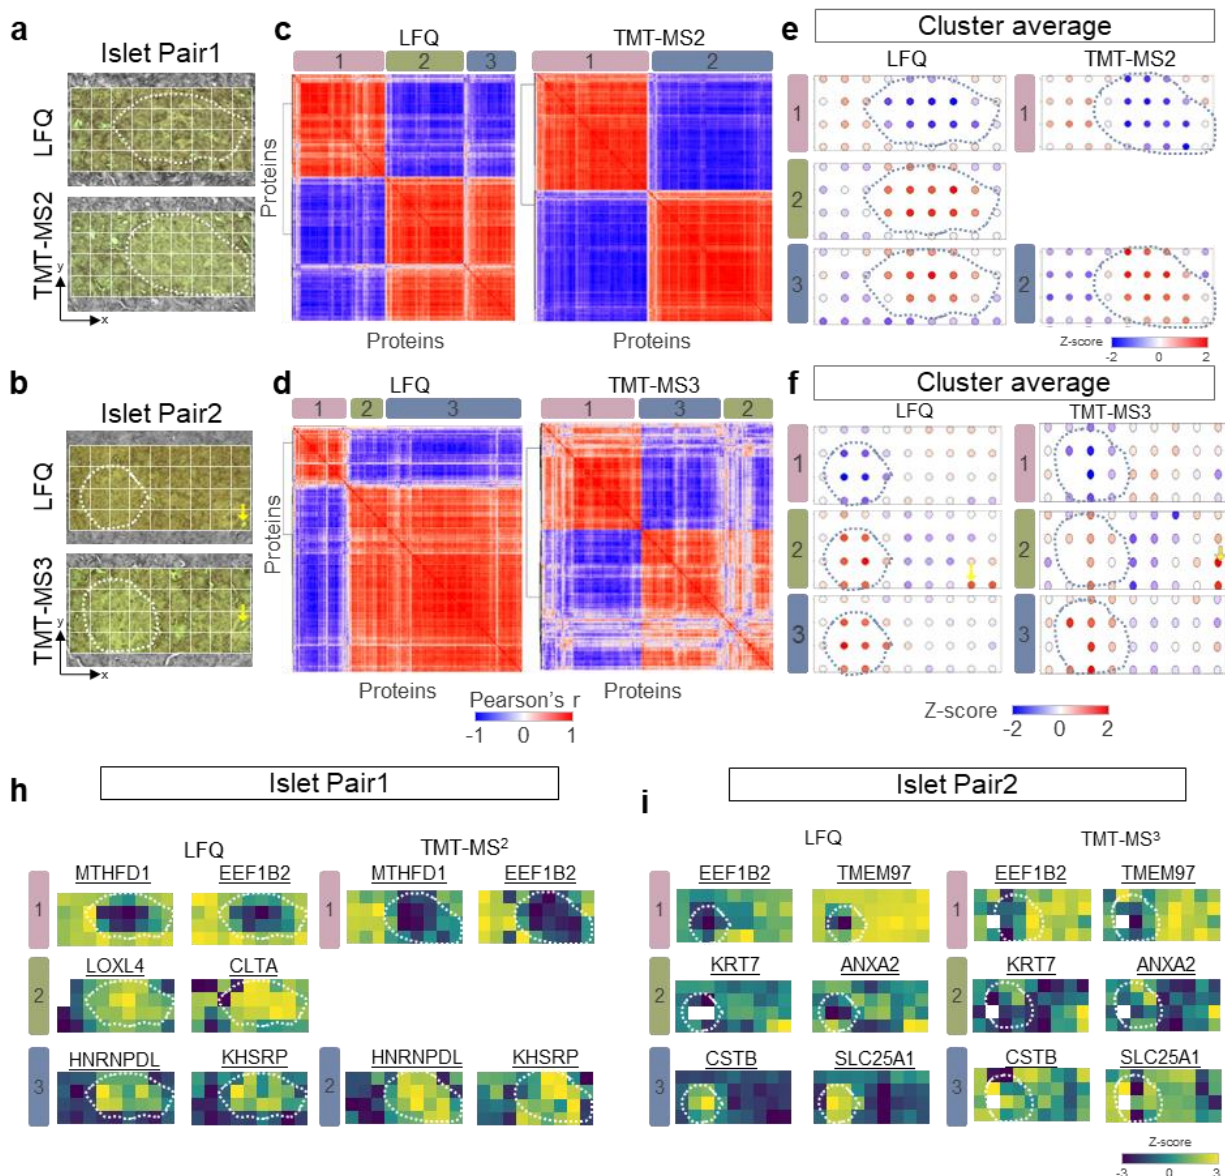 a
Islet Pair1
LFQ
TMT-MS2
y
x
c
LFQ
TMT-MS2
1
2
3
1
2
Proteins
Proteins
Proteins
e
Cluster average
LFQ
TMT-MS2
1
1
2
3
2
Z-score
-2
0
2
b
Islet Pair2
LFQ
TMT-MS3
y
x
d
LFQ
TMT-MS3
1
2
3
1
3
2
Proteins
Proteins
Proteins
Pearson's r
-1
0
1
f
Cluster average
LFQ
TMT-MS3
1
1
2
2
3
3
Z-score
-2
0
2
h
Islet Pair1
LFQ
TMT-MS²
MTHFD1
EEF1B2
MTHFD1
EEF1B2
1
1
LOXL4
CLTA
2
HNRNPDL
KHSRP
HNRNPDL
KHSRP
3
2
i
Islet Pair2
LFQ
TMT-MS³
EEF1B2
TMEM97
EEF1B2
TMEM97
1
1
KRT7
ANXA2
KRT7
ANXA2
2
2
CSTB
SLC25A1
CSTB
SLC25A1
3
3
Z-score
-3
0
3